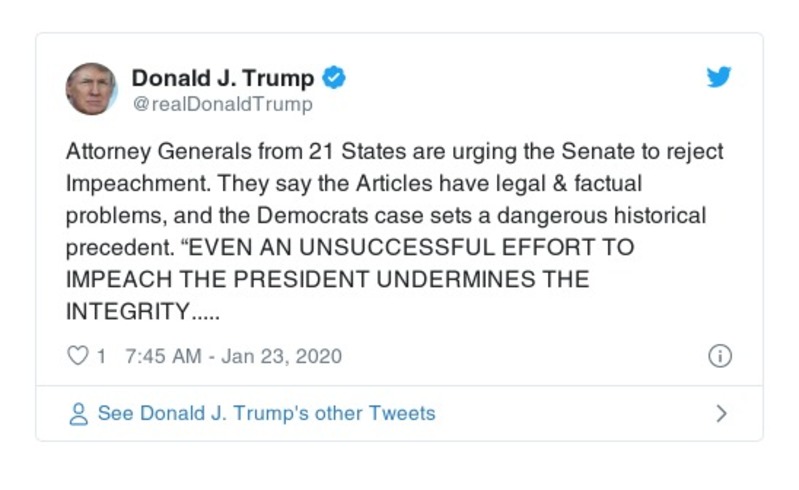 Donald J. Trump
@realDonaldTrump
Attorney Generals from 21 States are urging the Senate to reject
Impeachment. They say the Articles have legal & factual
problems, and the Democrats case sets a dangerous historical
precedent. “EVEN AN UNSUCCESSFUL EFFORT TO
IMPEACH THE PRESIDENT UNDERMINES THE
INTEGRITY.....
1 7:45 AM - Jan 23, 2020
See Donald J. Trump's other Tweets